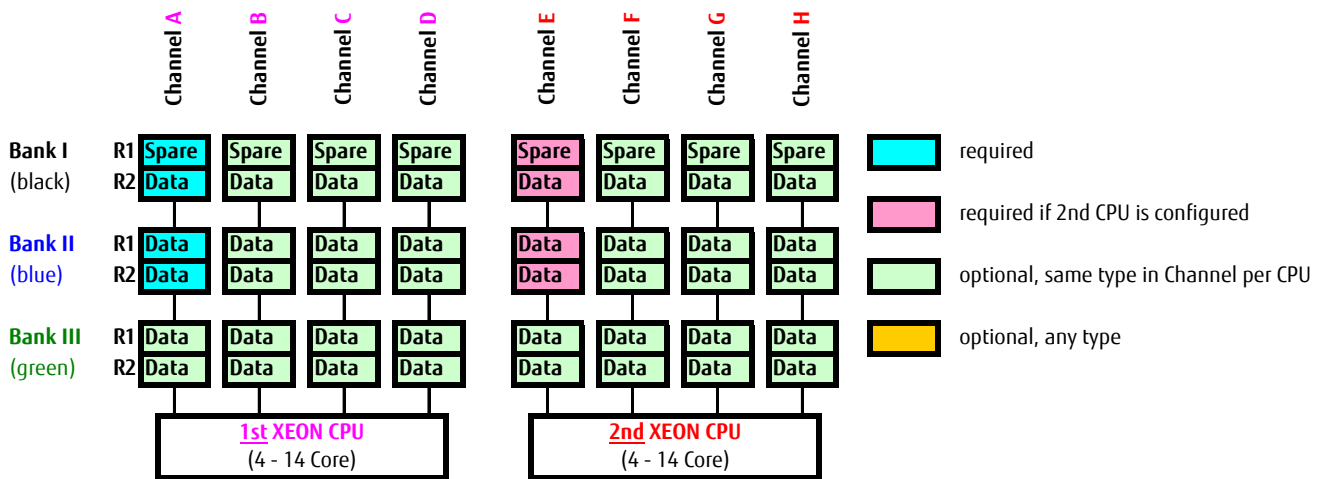 Channel A Channel B Channel C Channel D Channel E Channel F Channel G Channel H
Bank I R1 Spare Spare Spare Spare Spare Spare Spare Spare required
(black) R2 Data Data Data Data Data Data Data Data
required if 2nd CPU is configured
Bank II R1 Data Data Data Data Data Data Data Data
(blue) R2 Data Data Data Data Data Data Data Data optional, same type in Channel per CPU
Bank III R1 Data Data Data Data Data Data Data Data optional, any type
(green) R2 Data Data Data Data Data Data Data Data
1st XEON CPU 2nd XEON CPU
(4 - 14 Core) (4 - 14 Core)